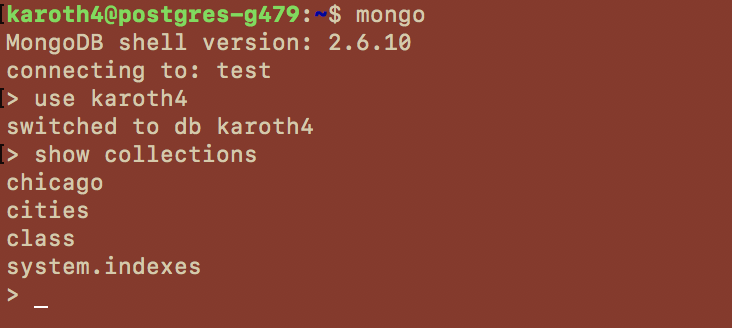 karoth4@postgres-g479:~$ mongo
MongoDB shell version: 2.6.10
connecting to: test
> use karoth4
switched to db karoth4
> show collections
chicago
cities
class
system.indexes
> _